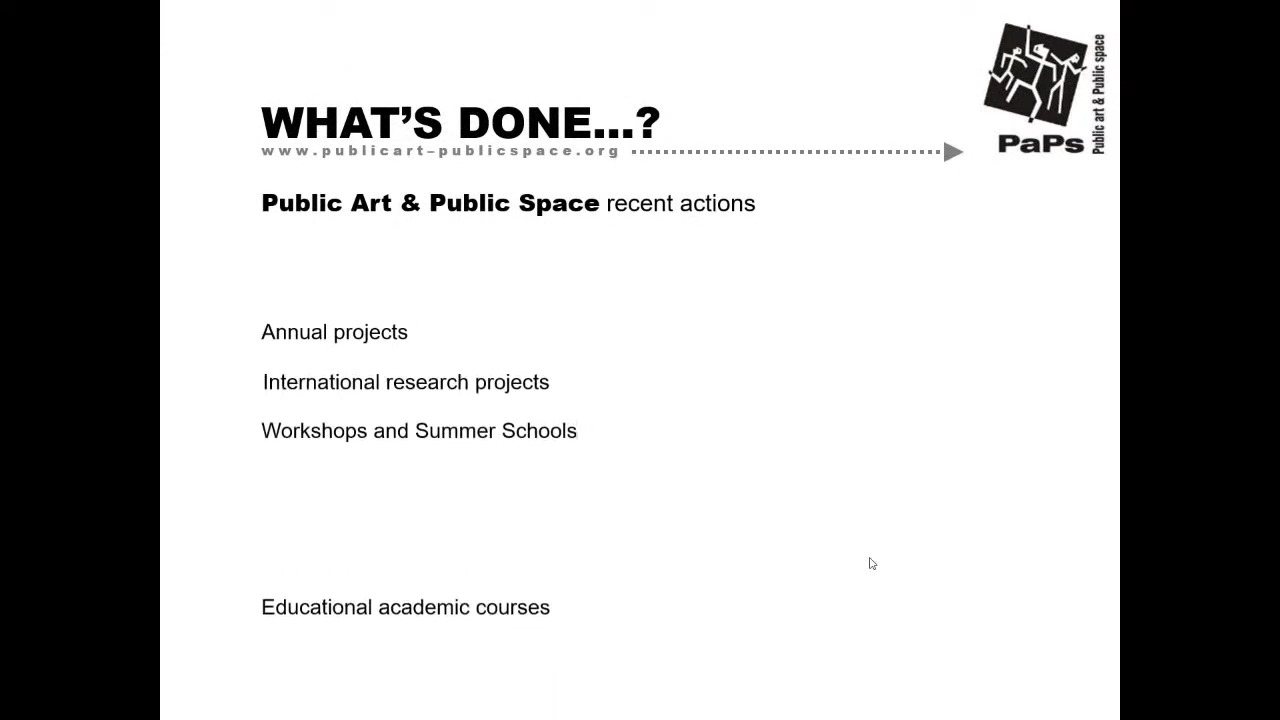 WHAT’S DONE...?
www.publicart–publicspace.org
Public Art & Public Space recent actions
Annual projects
International research projects
Workshops and Summer Schools
Educational academic courses
PaPs
Public art & Public space